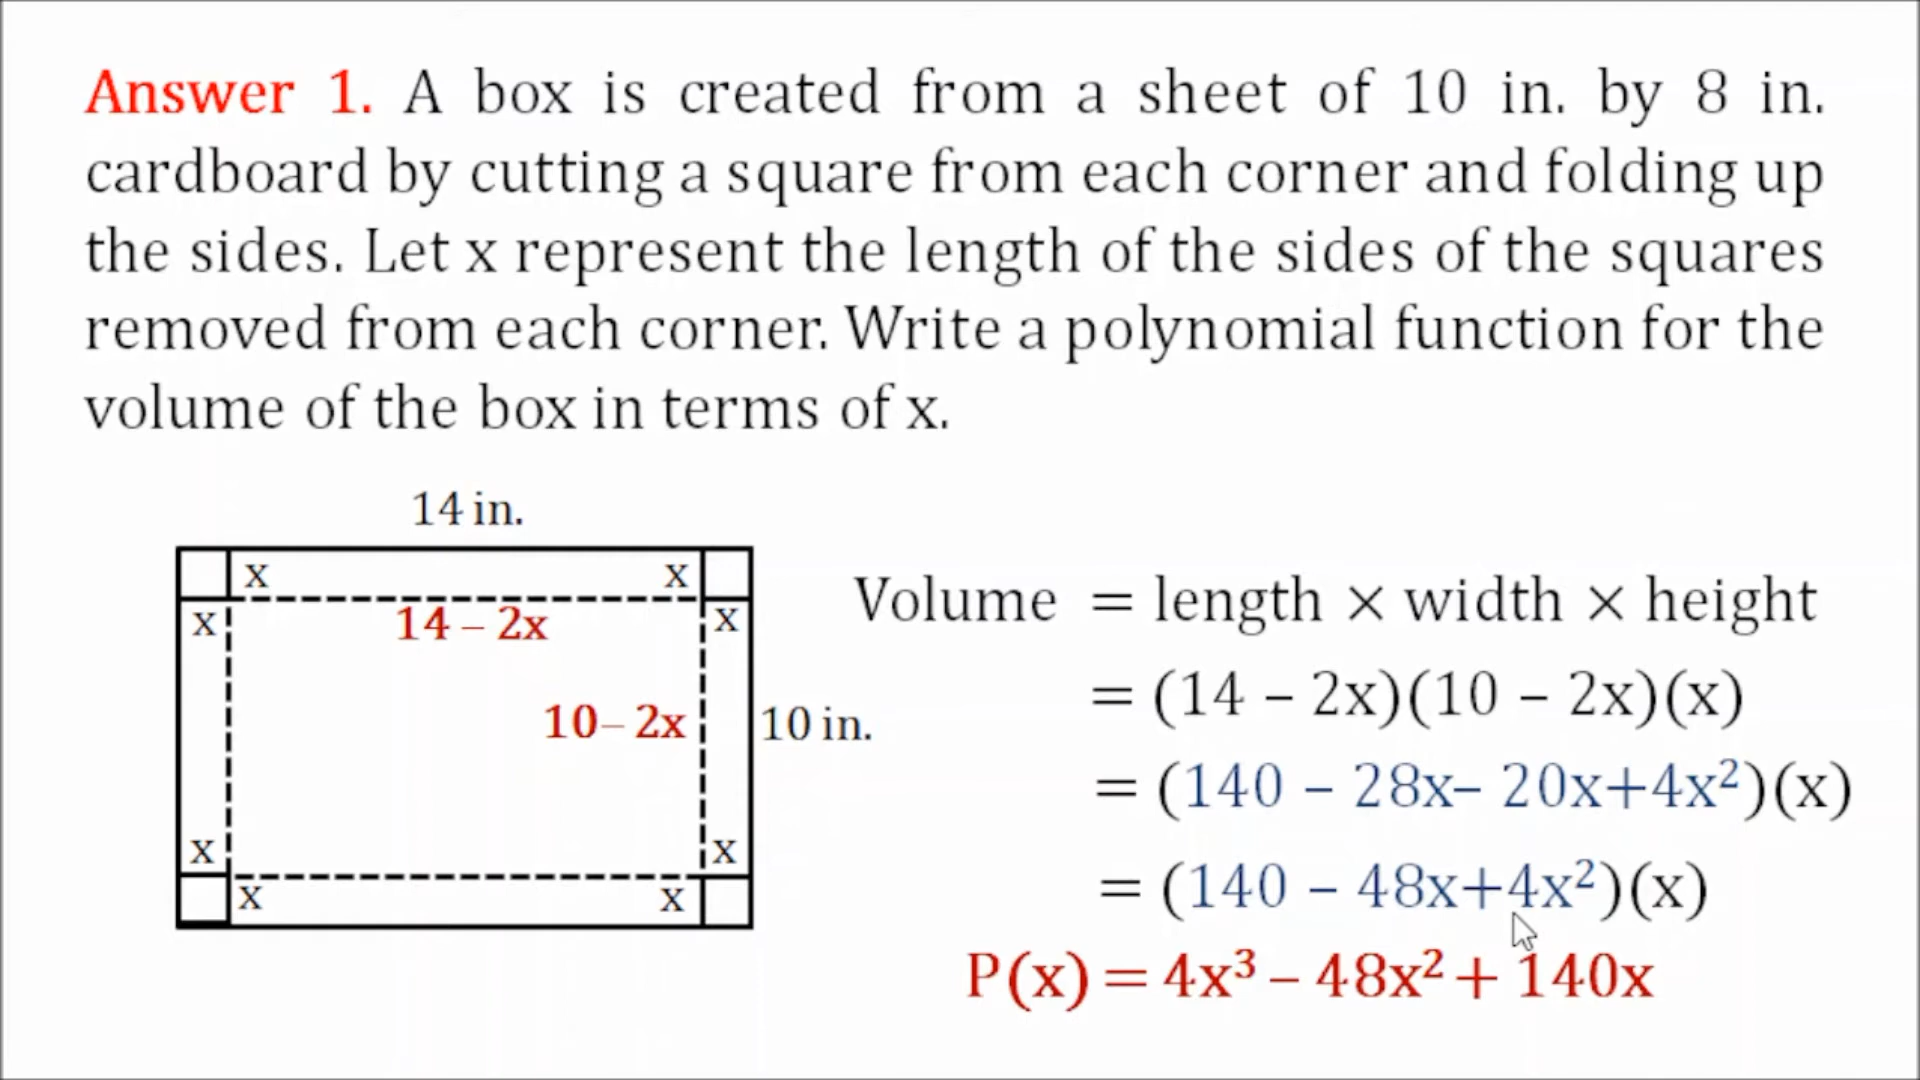 Answer 1. A box is created from a sheet of 10 in. by 8 in.
cardboard by cutting a square from each corner and folding up
the sides. Let x represent the length of the sides of the squares
removed from each corner. Write a polynomial function for the
volume of the box in terms of x.
14 in.
x x
x x
14 – 2x
10– 2x
10 in.
x x
x x
Volume = length × width × height
= (14 – 2x)(10 – 2x)(x)
= (140 – 28x– 20x+4x²)(x)
= (140 – 48x+4x²)(x)
P(x) = 4x³ – 48x² + 140x